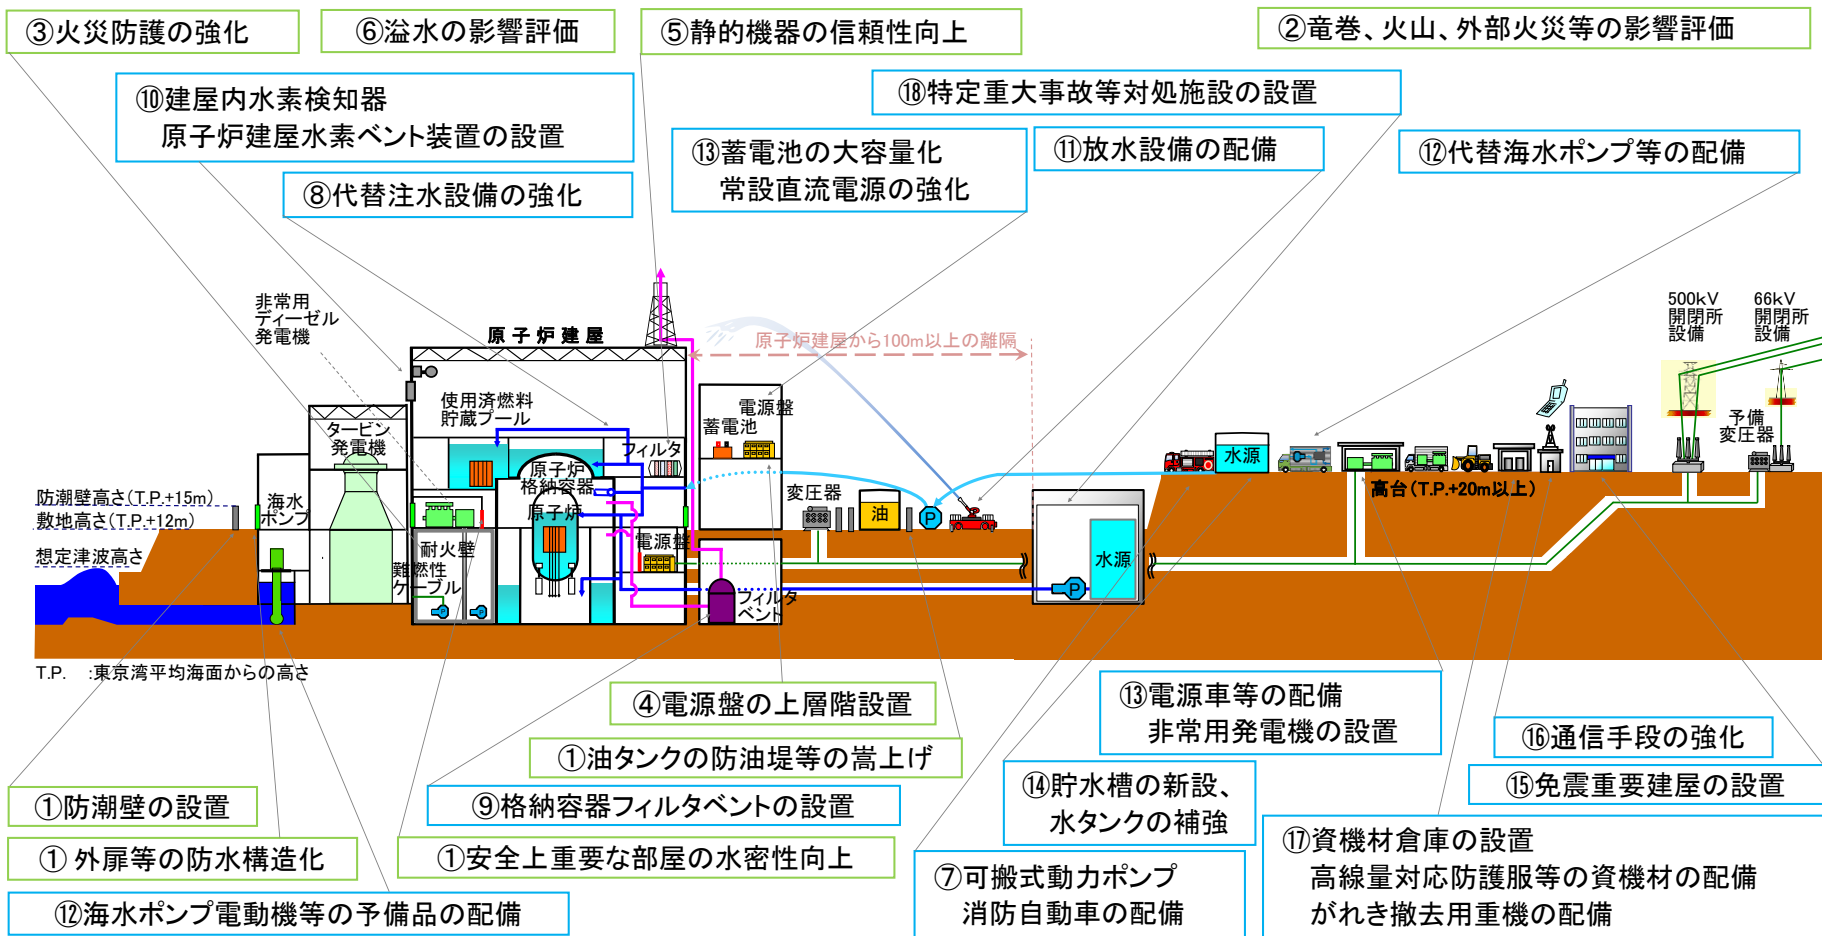 ③火災防護の強化
⑥溢水の影響評価
⑤静的機器の信頼性向上
②竜巻、火山、外部火災等の影響評価
⑩建屋内水素検知器
原子炉建屋水素ベント装置の設置
⑱特定重大事故等対処施設の設置
⑬蓄電池の大容量化
常設直流電源の強化
⑪放水設備の配備
⑫代替海水ポンプ等の配備
⑧代替注水設備の強化
非常用
ディーゼル
発電機
原子炉建屋
原子炉建屋から100m以上の離隔
500kV
開閉所
設備
66kV
開閉所
設備
使用済燃料
貯蔵プール
タービン
発電機
電源盤
蓄電池
フィルタ
予備
変圧器
水源
原子炉
格納容器
原子炉
防潮壁高さ(T.P.+15m)
敷地高さ(T.P.+12m)
想定津波高さ
海水
ポンプ
変圧器
油
P
高台(T.P.+20m以上)
耐火壁
難燃性
ケーブル
電源盤
水源
P
P
P
フィルタ
ベント
T.P. :東京湾平均海面からの高さ
④電源盤の上層階設置
⑬電源車等の配備
非常用発電機の設置
①油タンクの防油堤等の嵩上げ
⑯通信手段の強化
①防潮壁の設置
⑨格納容器フィルタベントの設置
⑭貯水槽の新設、
水タンクの補強
⑮免震重要建屋の設置
① 外扉等の防水構造化
①安全上重要な部屋の水密性向上
⑦可搬式動力ポンプ
消防自動車の配備
⑰資機材倉庫の設置
高線量対応防護服等の資機材の配備
がれき撤去用重機の配備
⑫海水ポンプ電動機等の予備品の配備